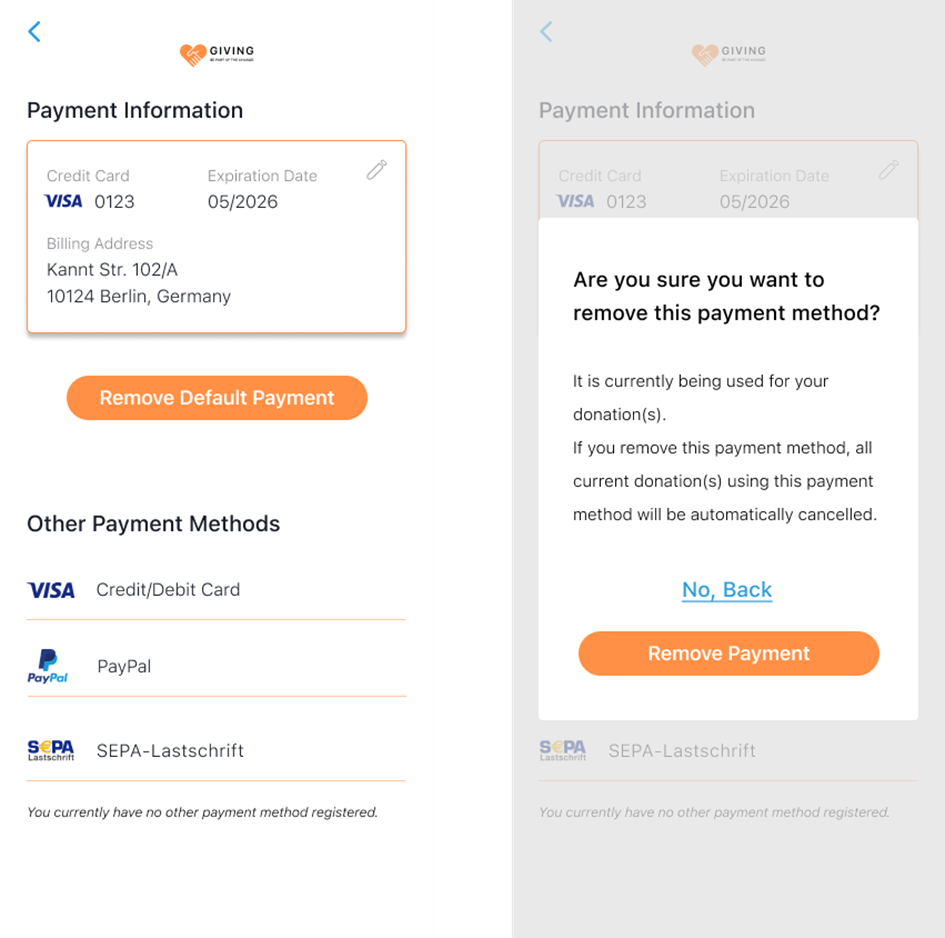 GIVING
BE PART OF THE CHANGE
Payment Information
Credit Card
Expiration Date
VISA 0123
05/2026
Billing Address
Kannt Str. 102/A
10124 Berlin, Germany
Remove Default Payment
Other Payment Methods
VISA Credit/Debit Card
PayPal PayPal
S€PA
Lastschrift
SEPA-Lastschrift
You currently have no other payment method registered.
GIVING
BE PART OF THE CHANGE
Payment Information
Credit Card
Expiration Date
VISA 0123
05/2026
Are you sure you want to
remove this payment method?
It is currently being used for your
donation(s).
If you remove this payment method, all
current donation(s) using this payment
method will be automatically cancelled.
No, Back
Remove Payment
S€PA
Lastschrift
SEPA-Lastschrift
You currently have no other payment method registered.